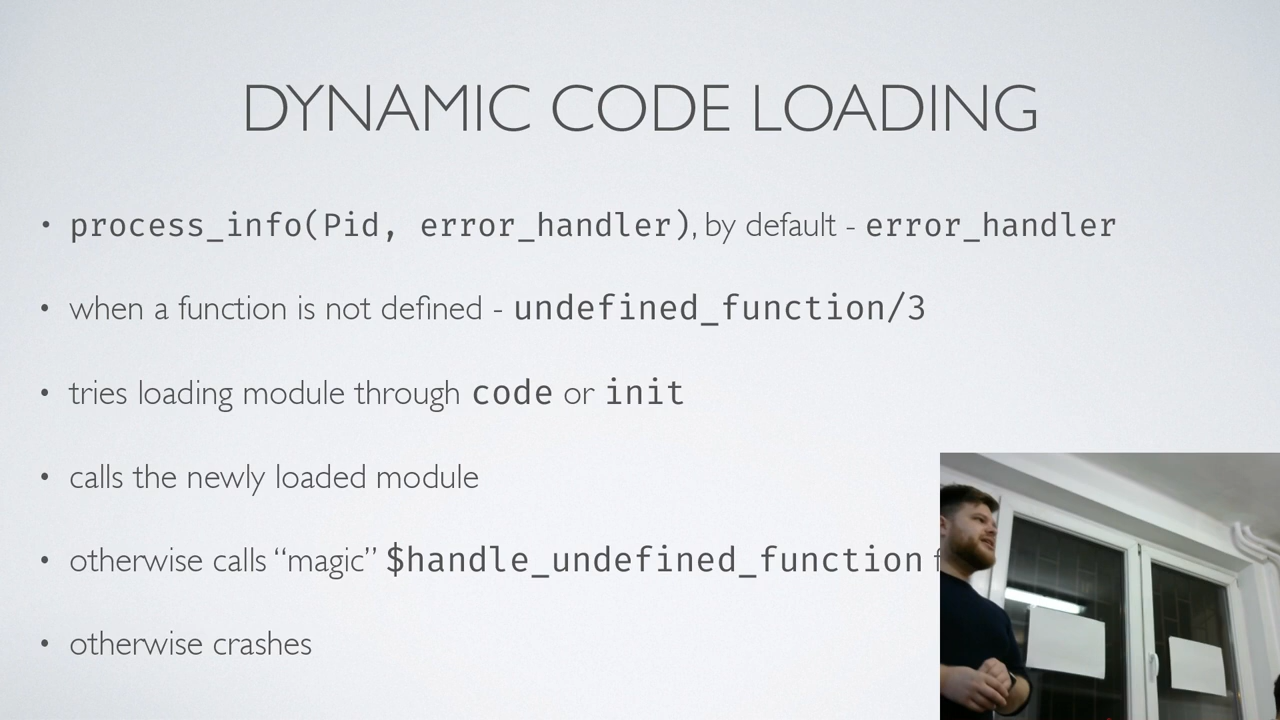 DYNAMIC CODE LOADING
• process_info(Pid, error_handler), by default - error_handler
• when a function is not defined - undefined_function/3
• tries loading module through code or init
• calls the newly loaded module
• otherwise calls “magic” $handle_undefined_function
• otherwise crashes